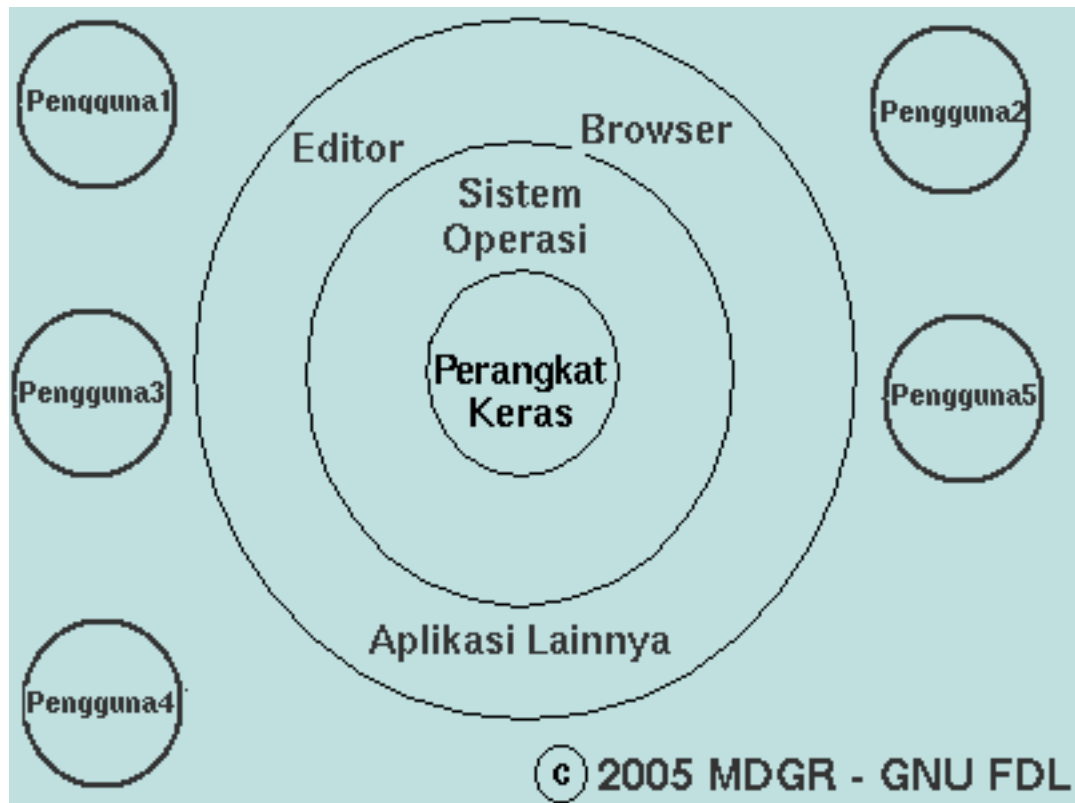 Pengguna1
Pengguna2
Editor
Browser
Sistem
Operasi
Perangkat
Keras
Pengguna3
Pengguna5
Aplikasi Lainnya
Pengguna4
© 2005 MDGR - GNU FDL